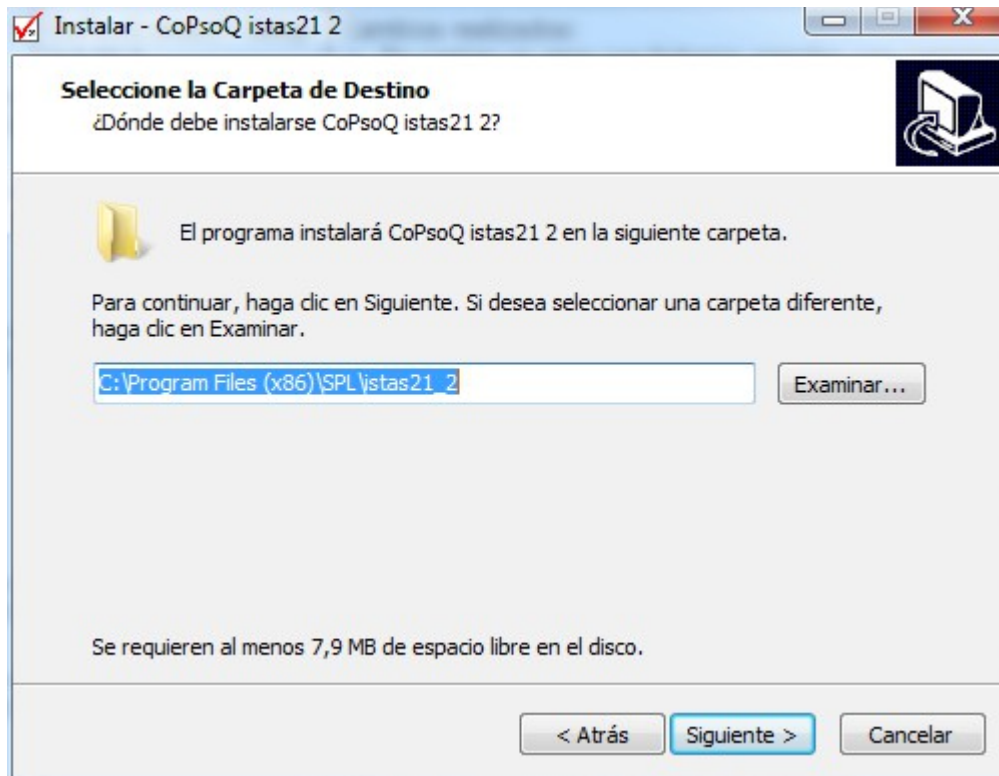 Instalar - CoPsoQ istas21 2
Seleccione la Carpeta de Destino
¿Dónde debe instalarse CoPsoQ istas21 2?
El programa instalará CoPsoQ istas21 2 en la siguiente carpeta.
Para continuar, haga clic en Siguiente. Si desea seleccionar una carpeta diferente,
haga clic en Examinar.
C:\Program Files (x86)\SPL\istas21_2
Examinar...
Se requieren al menos 7,9 MB de espacio libre en el disco.
< Atrás
Siguiente >
Cancelar